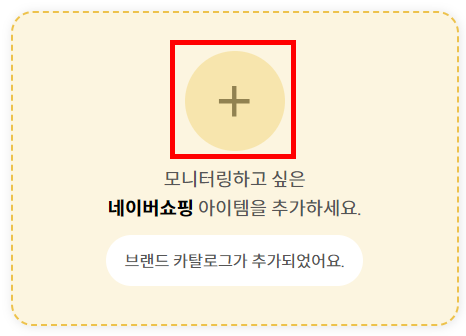 모니터링하고 싶은
네이버쇼핑 아이템을 추가하세요.
브랜드 카탈로그가 추가되었어요.